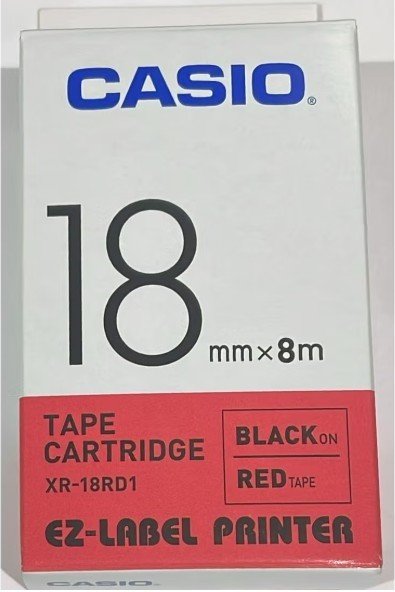 CASIO®
18 mm×8m
TAPE
CARTRIDGE
XR-18RD1
BLACK ON
RED TAPE
EZ-LABEL PRINTER
CASIO